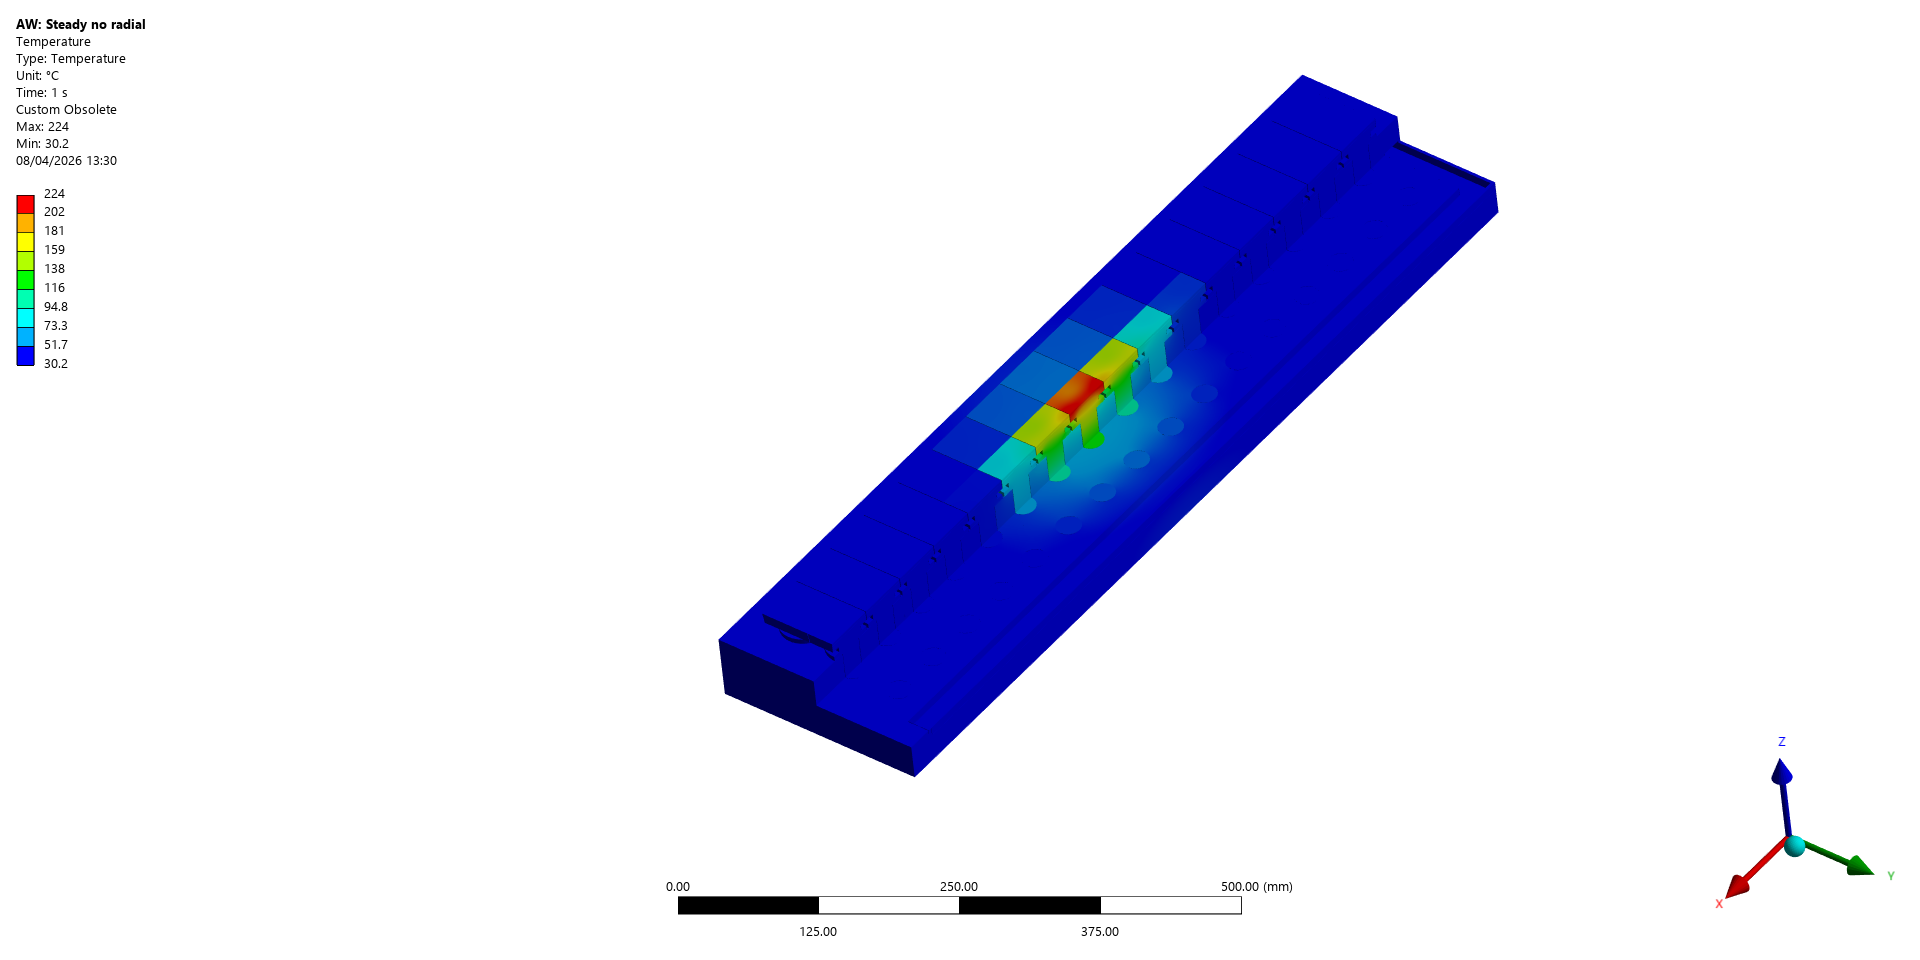 AW: Steady no radial
Temperature
Type: Temperature
Unit: °C
Time: 1 s
Custom Obsolete
Max: 224
Min: 30.2
08/04/2026 13:30
224
202
181
159
138
116
94.8
73.3
51.7
30.2
Z
Y
X
0.00 250.00 500.00 (mm)
125.00 375.00